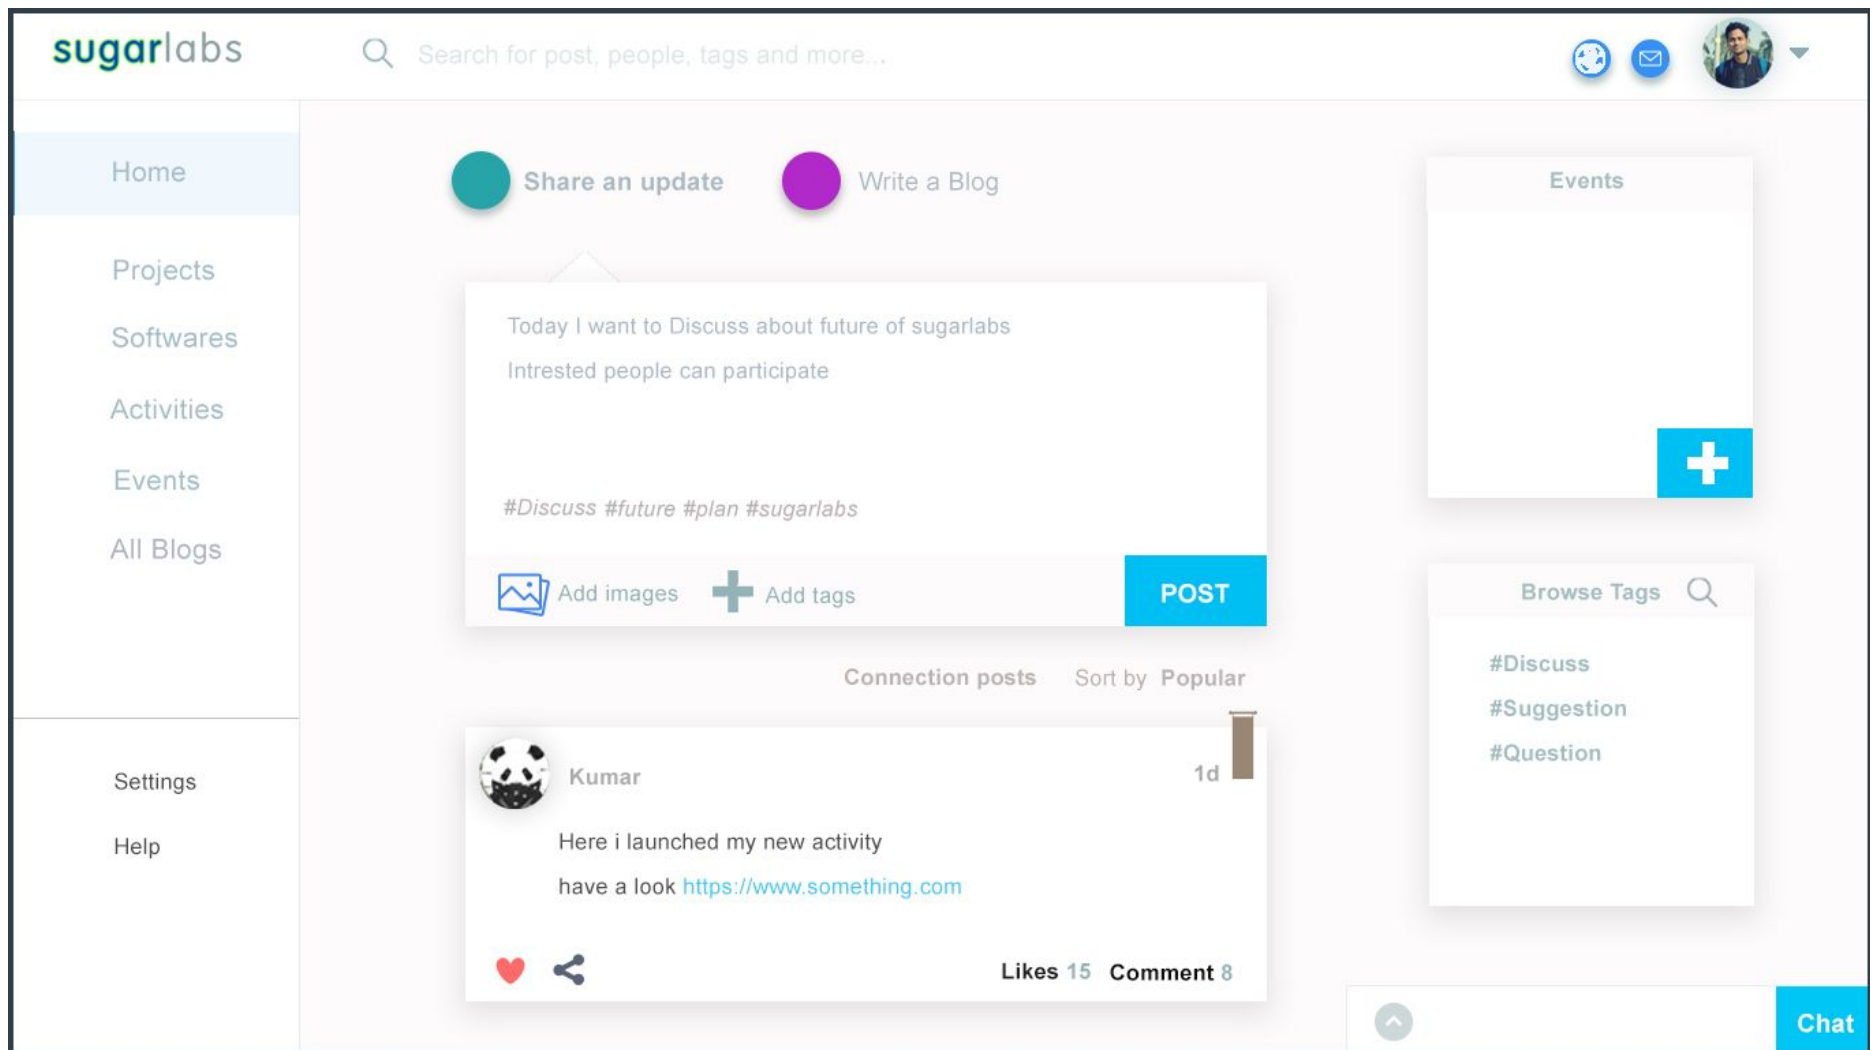 sugarlabs
Search for post, people, tags and more...
Home
Projects
Softwares
Activities
Events
All Blogs
Settings
Help
Share an update
Write a Blog
Today I want to Discuss about future of sugarlabs
Intrested people can participate
#Discuss #future #plan #sugarlabs
Add images
Add tags
POST
Connection posts
Sort by Popular
Kumar
1d
Here i launched my new activity
have a look https://www.something.com
Likes 15
Comment 8
Events
Browse Tags
#Discuss
#Suggestion
#Question
Chat